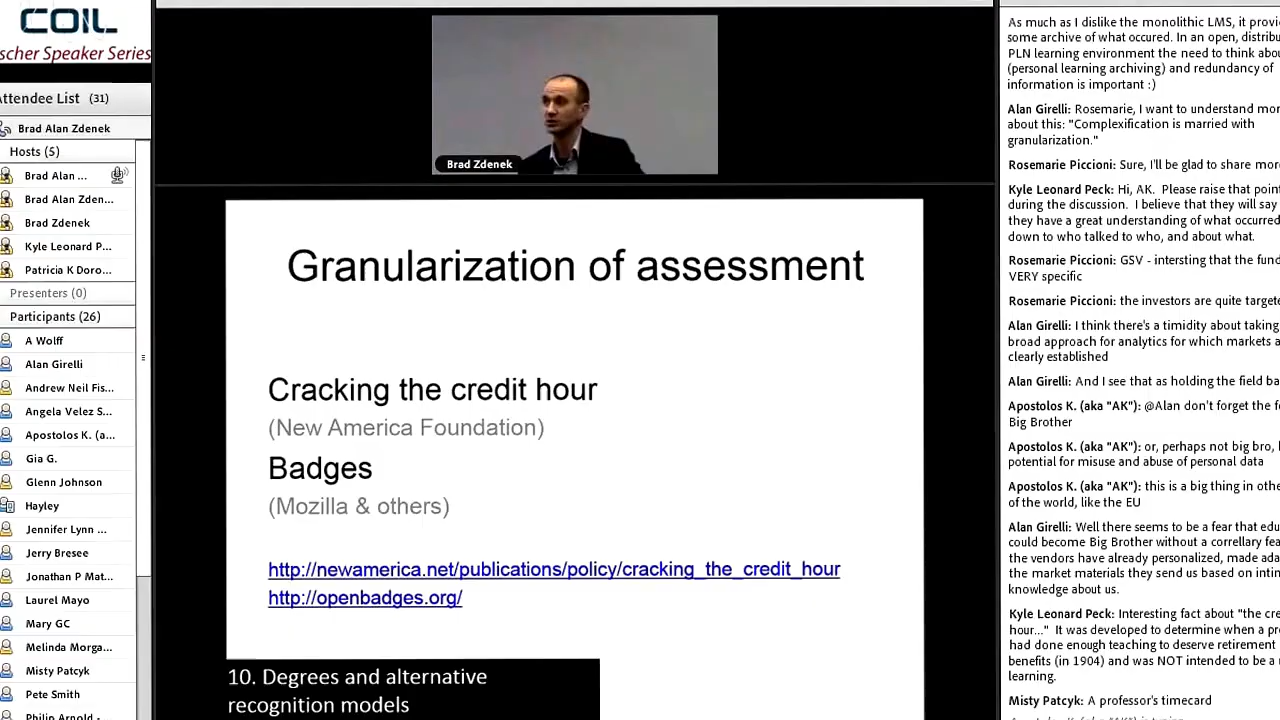 COIL
scher Speaker Series
Attendee List (31)
Brad Alan Zdenek
Hosts (5)
Brad Alan ...
Brad Alan Zden...
Brad Zdenek
Kyle Leonard P...
Patricia K Doro...
Presenters (0)
Participants (26)
A Wolff
Alan Girelli
Andrew Neil Fis...
Angela Velez S...
Apostolos K. (a...
Gia G.
Glenn Johnson
Hayley
Jennifer Lynn ...
Jerry Bresee
Jonathan P Mat...
Laurel Mayo
Mary GC
Melinda Morga...
Misty Patcyk
Pete Smith
Philip Arnold -
Brad Zdenek
Granularization of assessment
Cracking the credit hour
(New America Foundation)
Badges
(Mozilla & others)
http://newamerica.net/publications/policy/cracking_the_credit_hour
http://openbadges.org/
10. Degrees and alternative
recognition models
As much as I dislike the monolithic LMS, it provi
some archive of what occured. In an open, distrib
PLN learning environment the need to think abou
(personal learning archiving) and redundancy of
information is important :)
Alan Girelli: Rosemarie, I want to understand mor
about this: "Complexification is married with
granularization."
Rosemarie Piccioni: Sure, I'll be glad to share more
Kyle Leonard Peck: Hi, AK. Please raise that point
during the discussion. I believe that they will say
they have a great understanding of what occurred
down to who talked to who, and about what.
Rosemarie Piccioni: GSV - intersting that the fund
VERY specific
Rosemarie Piccioni: the investors are quite targete
Alan Girelli: I think there's a timidity about taking
broad approach for analytics for which markets a
clearly established
Alan Girelli: And I see that as holding the field ba
Apostolos K. (aka "AK"): @Alan don't forget the fe
Big Brother
Apostolos K. (aka "AK"): or, perhaps not big bro,
potential for misuse and abuse of personal data
Apostolos K. (aka "AK"): this is a big thing in othe
of the world, like the EU
Alan Girelli: Well there seems to be a fear that edu
could become Big Brother without a correllary fea
the vendors have already personalized, made ada
the market materials they send us based on intin
knowledge about us.
Kyle Leonard Peck: Interesting fact about "the cre
hour..." It was developed to determine when a pr
had done enough teaching to deserve retirement
benefits (in 1904) and was NOT intended to be a
learning.
Misty Patcyk: A professor's timecard